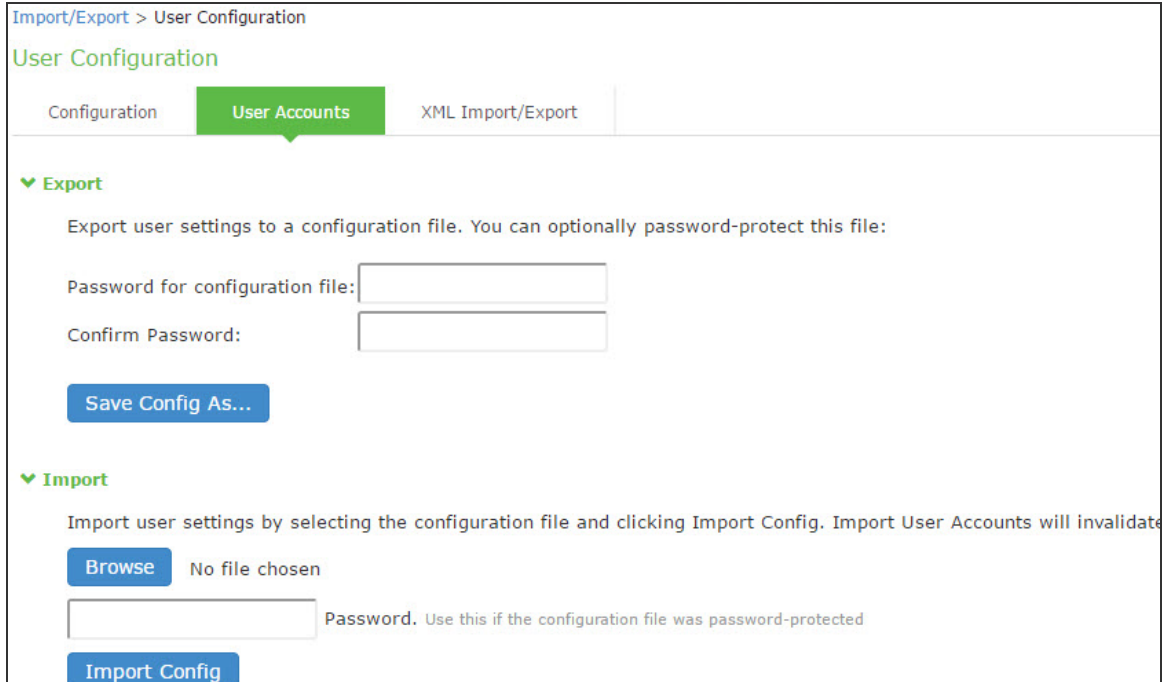 Import/Export > User Configuration
User Configuration
Configuration User Accounts XML Import/Export
Export
Export user settings to a configuration file. You can optionally password-protect this file:
Password for configuration file:
Confirm Password:
Save Config As...
Import
Import user settings by selecting the configuration file and clicking Import Config. Import User Accounts will invalidate
Browse No file chosen
Password. Use this if the configuration file was password-protected
Import Config